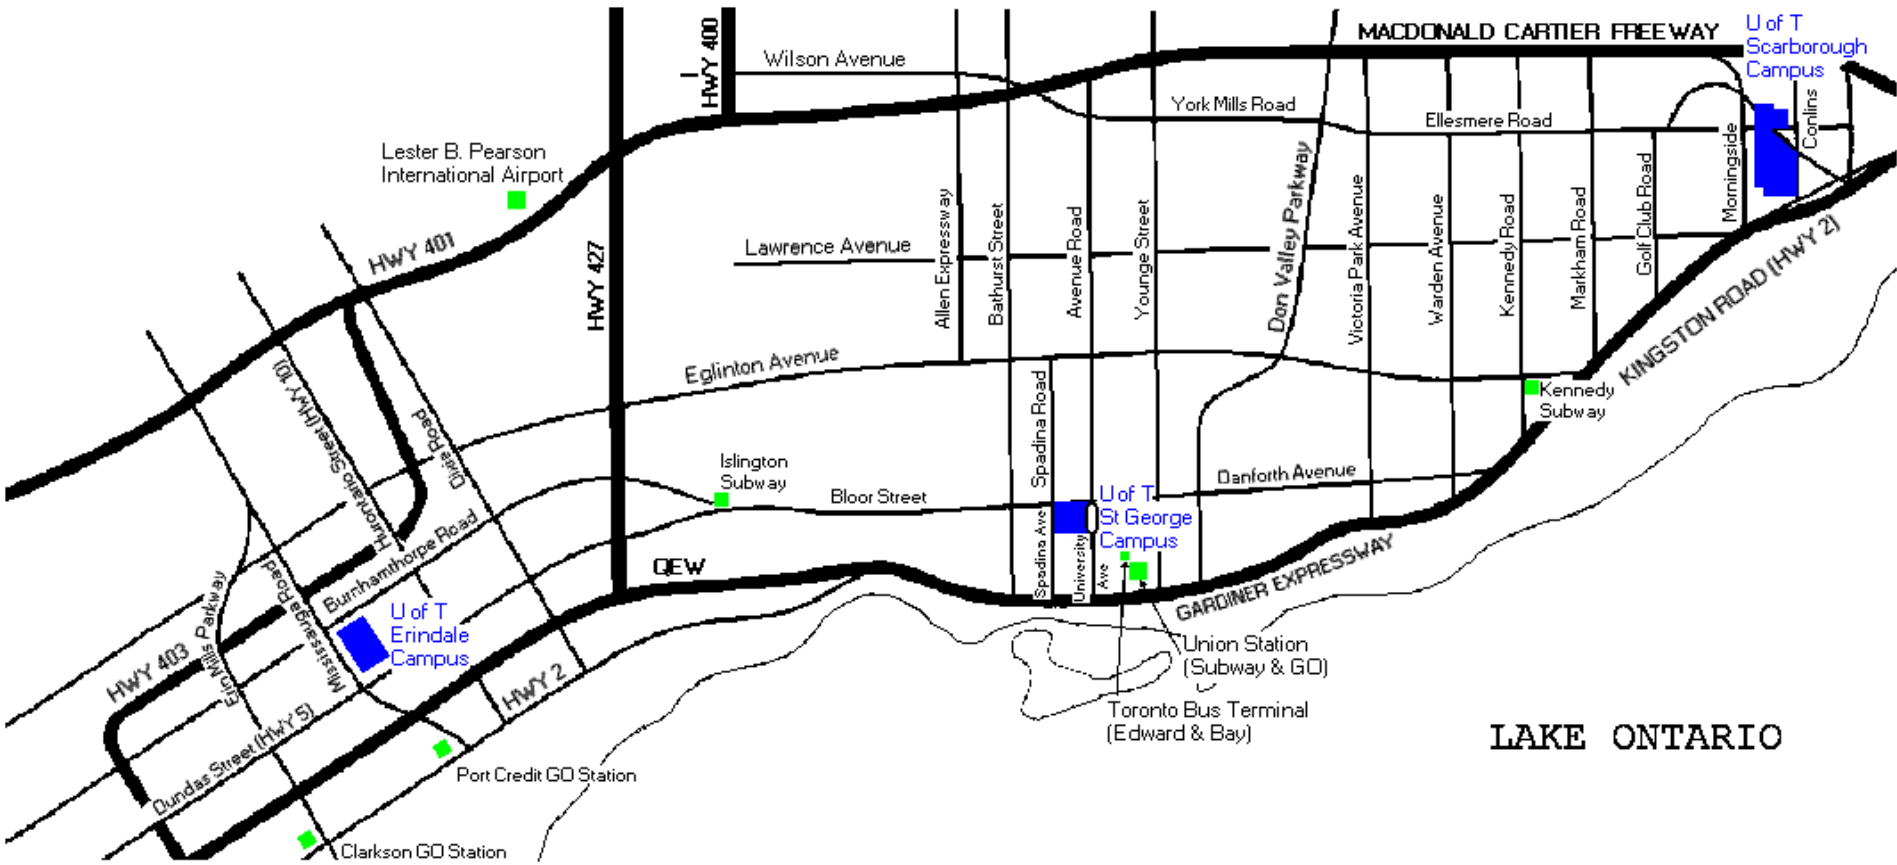 MACDONALD CARTIER FREEWAY
U of T
Scarborough
Campus
HWY 400
Wilson Avenue
York Mills Road
Ellesmere Road
Conlins
Morningside
Lester B. Pearson
International Airport
HWY 401
HWY 427
Lawrence Avenue
Allen Expressway
Bathurst Street
Avenue Road
Younge Street
Don Valley Parkway
Victoria Park Avenue
Warden Avenue
Kennedy Road
Markham Road
Golf Club Road
KINGSTON ROAD (HWY 2)
Eglinton Avenue
Hurontario Street (HWY 10)
Dixie Road
Spadina Road
Kennedy
Subway
Islington
Subway
Bloor Street
Danforth Avenue
U of T
St George
Campus
Spadina Ave
University
Ave
QEW
GARDINER EXPRESSWAY
Burnhamthorpe Road
Erin Mills Parkway
Mississauga Road
U of T
Erindale
Campus
HWY 403
HWY 2
Union Station
(Subway & GO)
Toronto Bus Terminal
(Edward & Bay)
LAKE ONTARIO
Dundas Street (HWY 5)
Port Credit GO Station
Clarkson GO Station